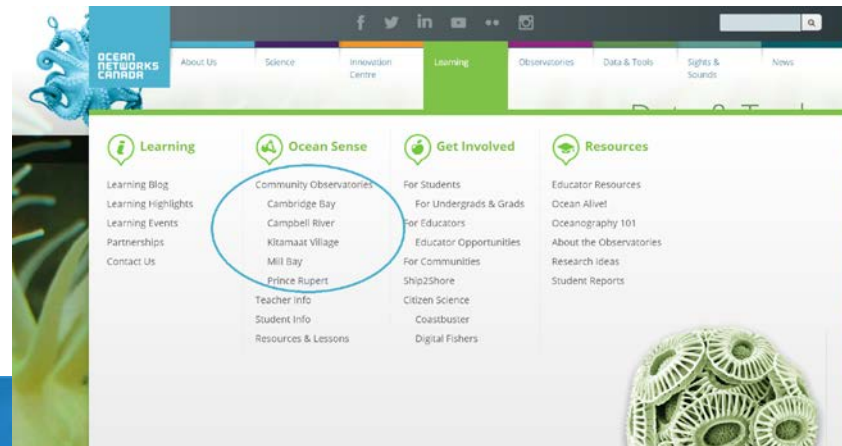 OCEAN
NETWORKS
CANADA
About Us
Science
Innovation
Centre
Learning
Observatories
Data & Tools
Sights &
Sounds
News
Learning
Learning Blog
Learning Highlights
Learning Events
Partnerships
Contact Us
Ocean Sense
Community Observatories
Cambridge Bay
Campbell River
Kitamaat Village
Mill Bay
Prince Rupert
Teacher Info
Student Info
Resources & Lessons
Get Involved
For Students
For Undergrads & Grads
For Educators
Educator Opportunities
For Communities
Ship2Shore
Citizen Science
Coastbuster
Digital Fishers
Resources
Educator Resources
Ocean Alive!
Oceanography 101
About the Observatories
Research Ideas
Student Reports